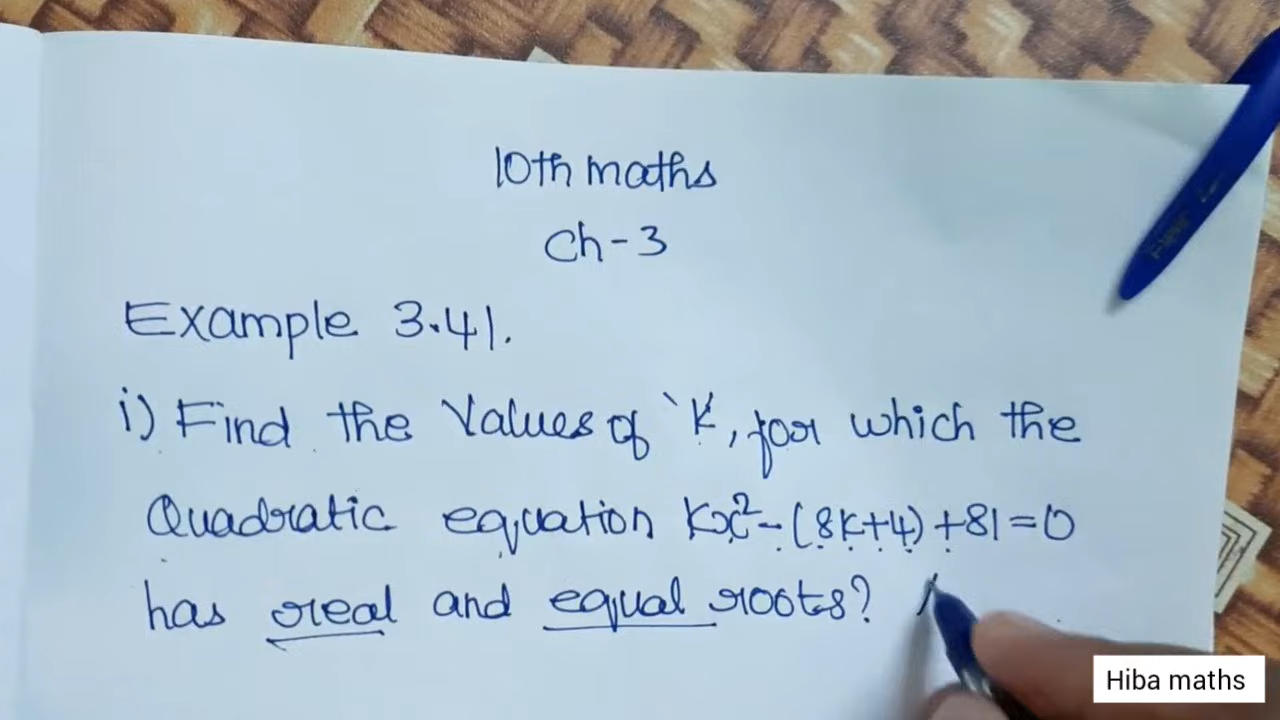 10th maths
Ch-3
Example 3.41.
i) Find the Values of `K, for which the
Quadratic equation Kx²-(8K+4)+81=0
has real and equal roots?
Hiba maths